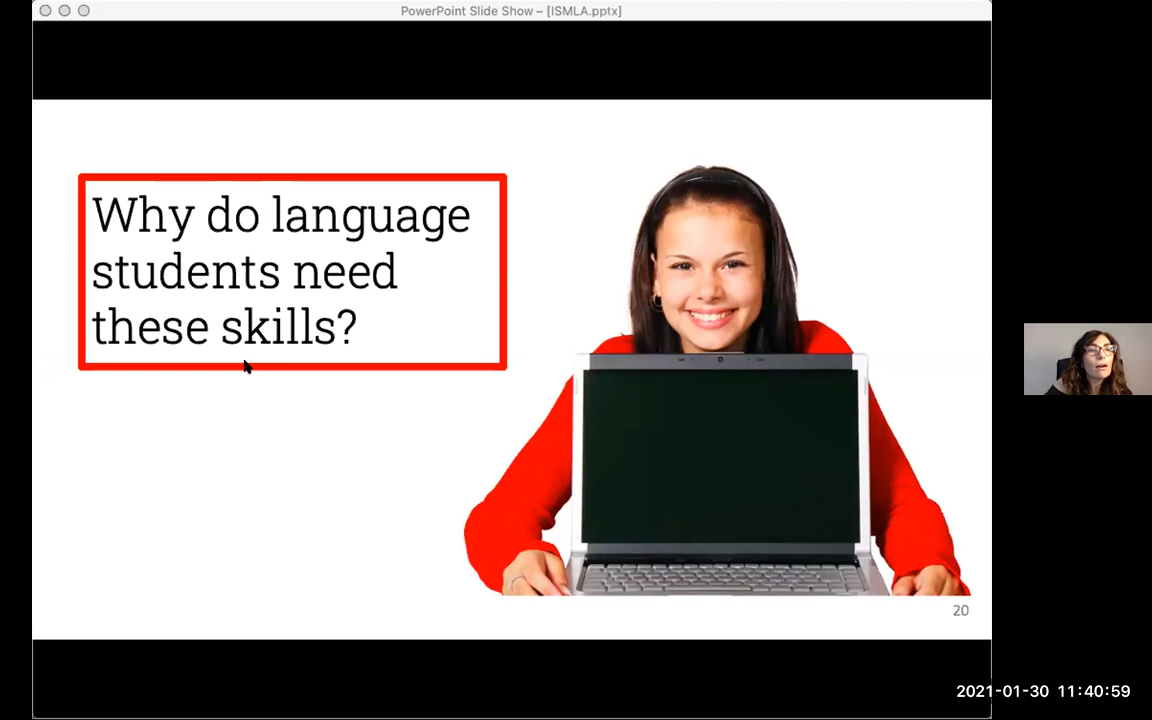 PowerPoint Slide Show – [ISMLA.pptx]
Why do language
students need
these skills?
20
2021-01-30 11:40:59